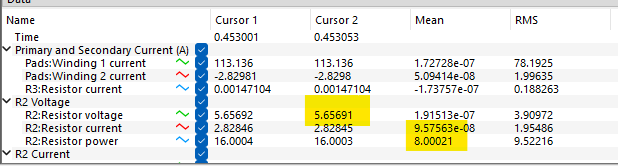 Data
Name Cursor 1 Cursor 2 Mean RMS
Time 0.453001 0.453053
Primary and Secondary Current (A)
Pads:Winding 1 current 113.136 113.136 1.72728e-07 78.1925
Pads:Winding 2 current -2.82981 -2.8298 5.09414e-08 1.99635
R3:Resistor current 0.00147104 0.00147104 -1.73757e-07 0.188263
R2 Voltage
R2:Resistor voltage 5.65692 5.65691 1.91513e-07 3.90972
R2:Resistor current 2.82846 2.82845 9.57563e-08 1.95486
R2:Resistor power 16.0004 16.0003 8.00021 9.52216
R2 Current